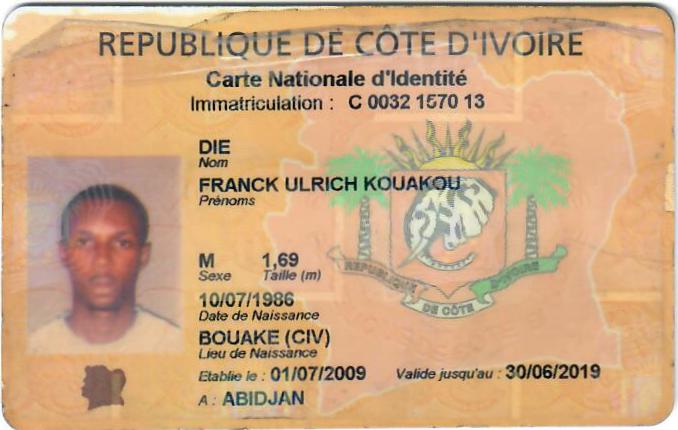 REPUBLIQUE DE CÔTE D'IVOIRE
Carte Nationale d'Identité
Immatriculation : C 0032 1570 13
DIE
Nom
FRANCK ULRICH KOUAKOU
Prénoms
M 1,69
Sexe Taille (m)
10/07/1986
Date de Naissance
BOUAKE (CIV)
Lieu de Naissance
Etablie le : 01/07/2009 Valide jusqu'au : 30/06/2019
A : ABIDJAN
REPUBLIQUE
DE CÔTE
D'IVOIRE